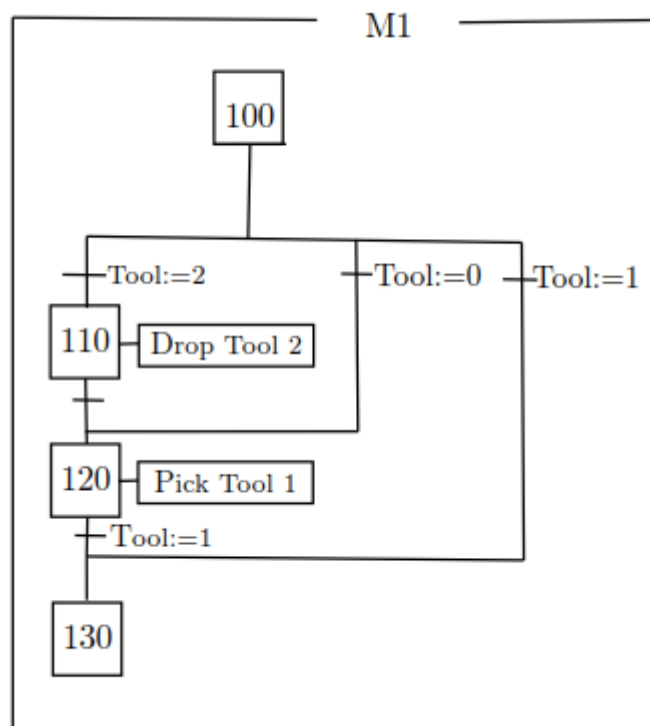 M1
100
Tool:=2
Tool:=0
Tool:=1
110
Drop Tool 2
120
Pick Tool 1
Tool:=1
130